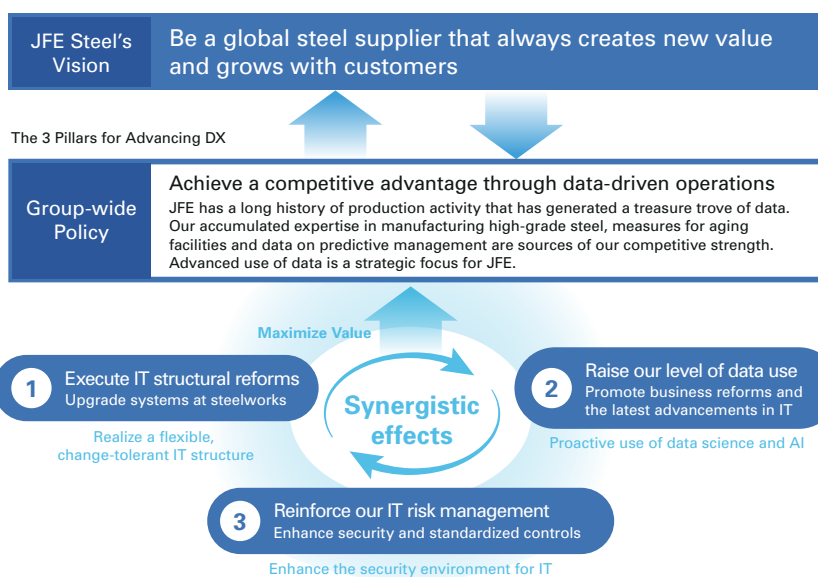 JFE Steel's
Vision
Be a global steel supplier that always creates new value
and grows with customers
The 3 Pillars for Advancing DX
Group-wide
Policy
Achieve a competitive advantage through data-driven operations
JFE has a long history of production activity that has generated a treasure trove of data.
Our accumulated expertise in manufacturing high-grade steel, measures for aging
facilities and data on predictive management are sources of our competitive strength.
Advanced use of data is a strategic focus for JFE.
Maximize Value
1
Execute IT structural reforms
Upgrade systems at steelworks
Realize a flexible,
change-tolerant IT structure
Synergistic
effects
2
Raise our level of data use
Promote business reforms and
the latest advancements in IT
Proactive use of data science and AI
3
Reinforce our IT risk management
Enhance security and standardized controls
Enhance the security environment for IT